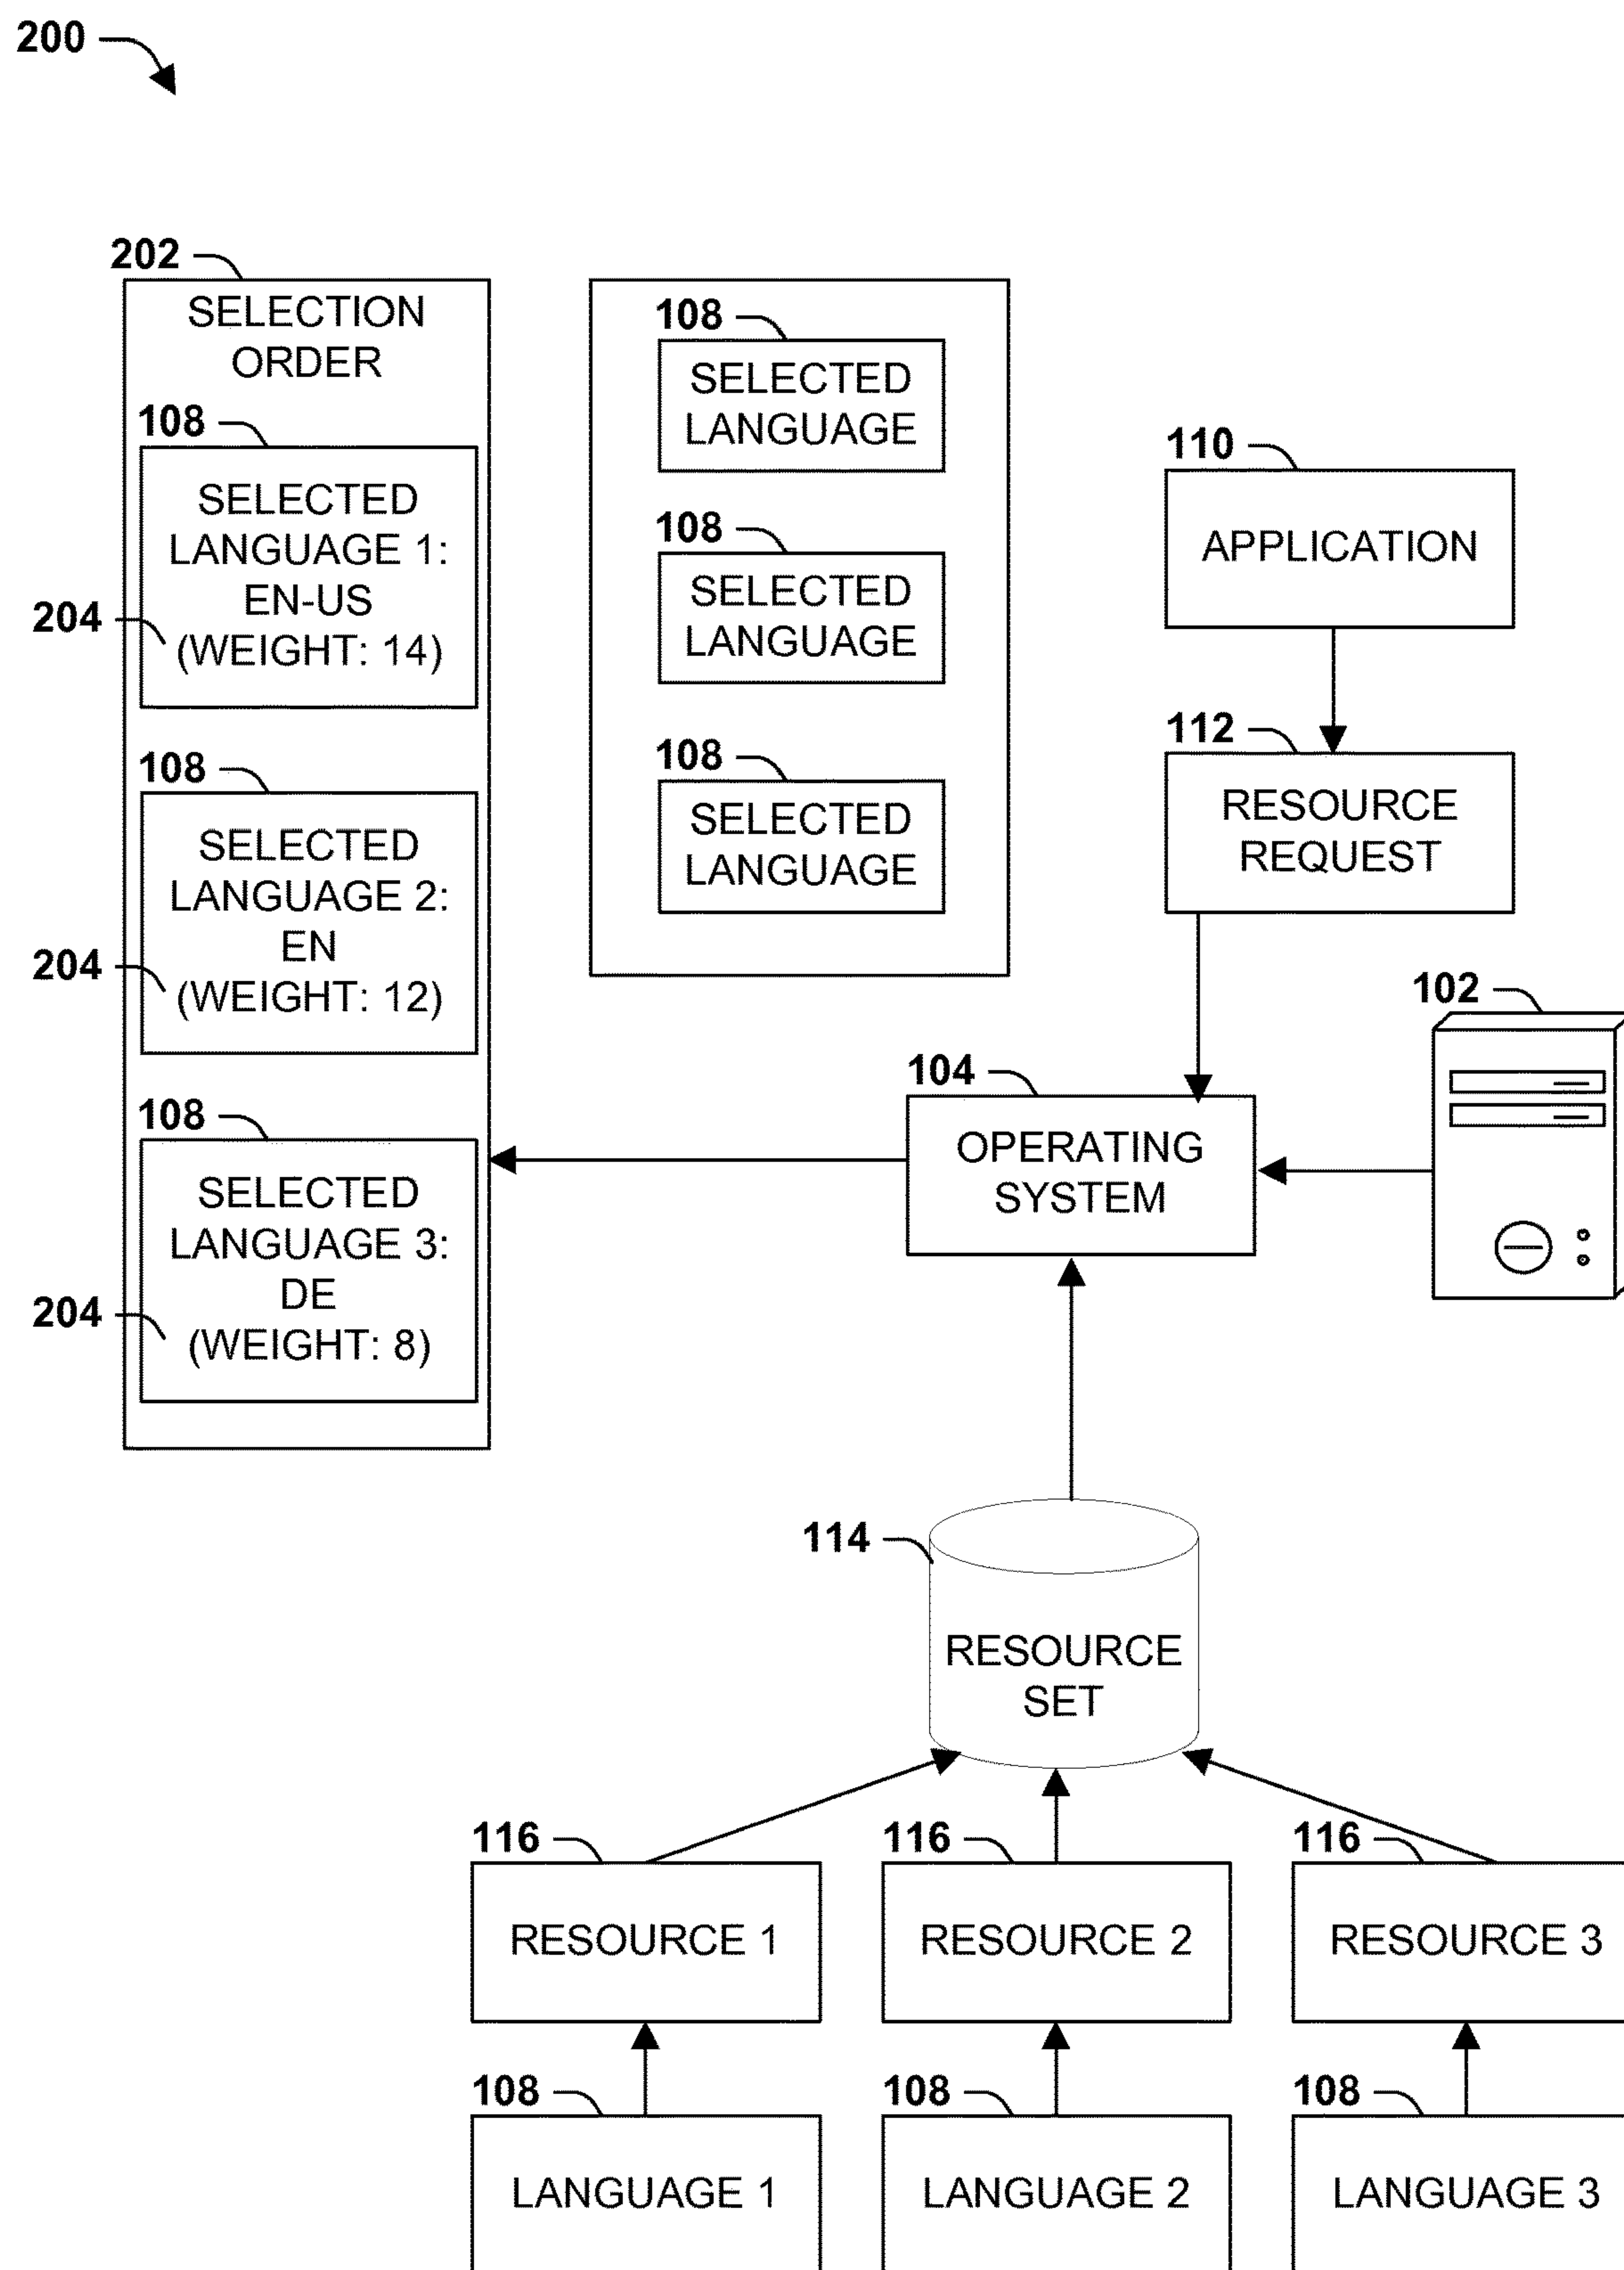 200
202
SELECTION
ORDER
108
SELECTED
LANGUAGE 1:
EN-US
204
(WEIGHT: 14)
108
SELECTED
LANGUAGE 2:
EN
204
(WEIGHT: 12)
108
SELECTED
LANGUAGE 3:
DE
204
(WEIGHT: 8)
108
SELECTED
LANGUAGE
108
SELECTED
LANGUAGE
108
SELECTED
LANGUAGE
110
APPLICATION
112
RESOURCE
REQUEST
102
104
OPERATING
SYSTEM
114
RESOURCE
SET
116
RESOURCE 1
116
RESOURCE 2
116
RESOURCE 3
108
LANGUAGE 1
108
LANGUAGE 2
108
LANGUAGE 3